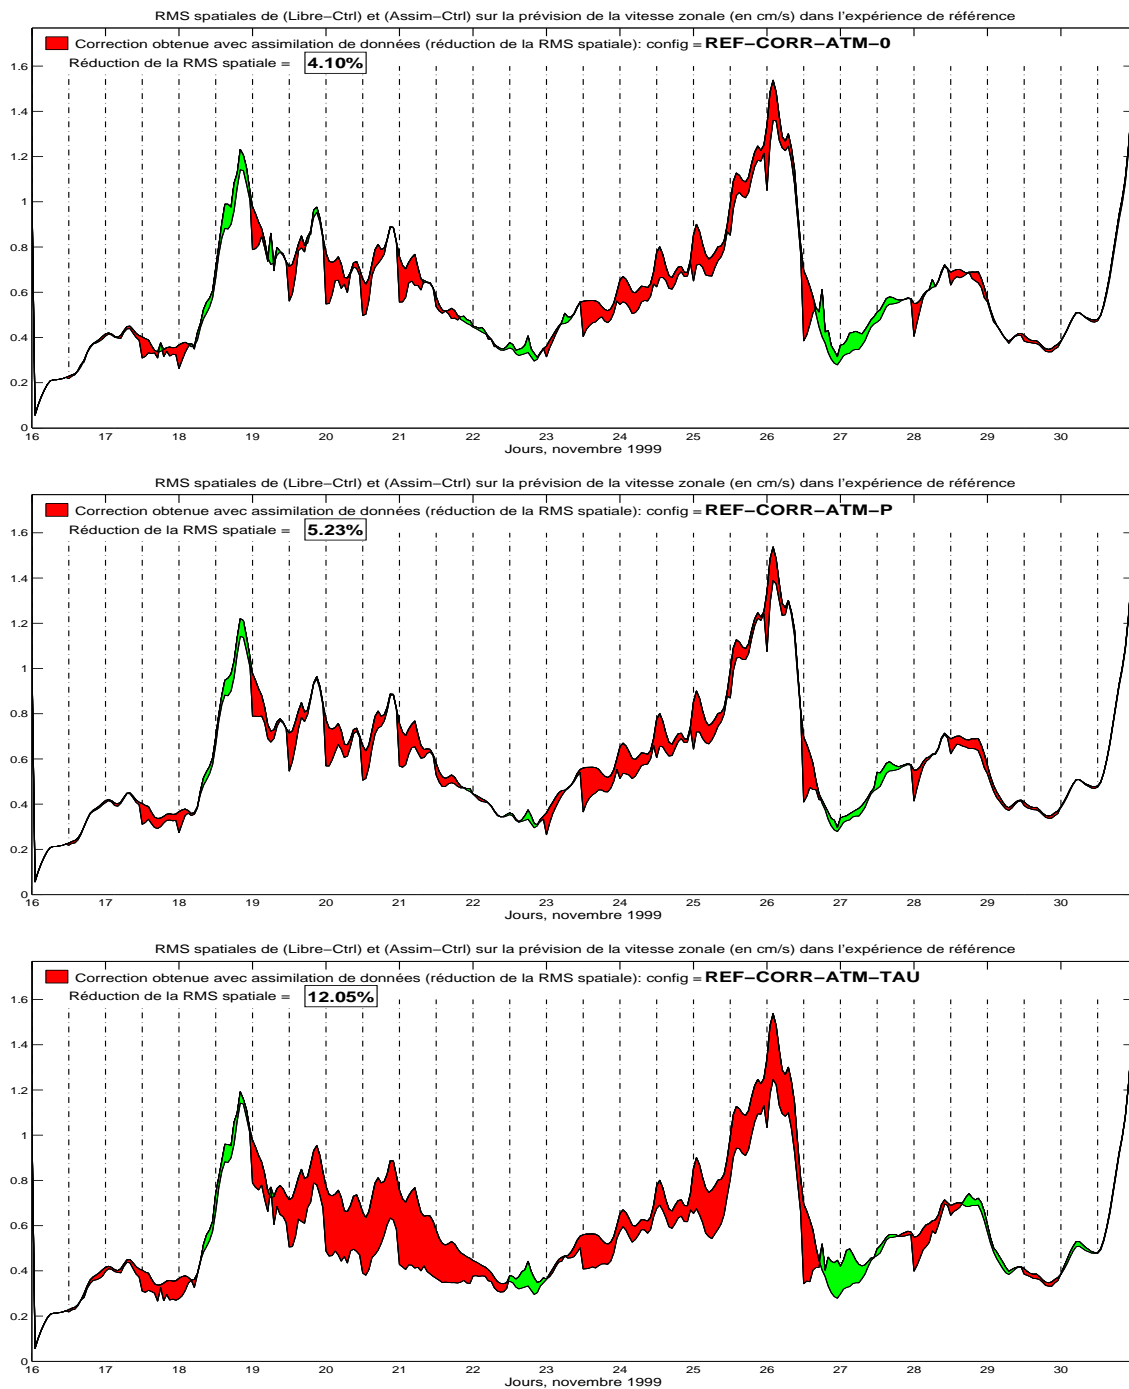 RMS spatiales de (Libre−Ctrl) et (Assim−Ctrl) sur la prévision de la vitesse zonale (en cm/s) dans l'expérience de référence
Correction obtenue avec assimilation de données (réduction de la RMS spatiale): config = REF−CORR−ATM−0
Réduction de la RMS spatiale = 4.10%
1.6
1.4
1.2
1
0.8
0.6
0.4
0.2
0
16 17 18 19 20 21 22 23 24 25 26 27 28 29 30
Jours, novembre 1999
RMS spatiales de (Libre−Ctrl) et (Assim−Ctrl) sur la prévision de la vitesse zonale (en cm/s) dans l'expérience de référence
Correction obtenue avec assimilation de données (réduction de la RMS spatiale): config = REF−CORR−ATM−P
Réduction de la RMS spatiale = 5.23%
1.6
1.4
1.2
1
0.8
0.6
0.4
0.2
0
16 17 18 19 20 21 22 23 24 25 26 27 28 29 30
Jours, novembre 1999
RMS spatiales de (Libre−Ctrl) et (Assim−Ctrl) sur la prévision de la vitesse zonale (en cm/s) dans l'expérience de référence
Correction obtenue avec assimilation de données (réduction de la RMS spatiale): config = REF−CORR−ATM−TAU
Réduction de la RMS spatiale = 12.05%
1.6
1.4
1.2
1
0.8
0.6
0.4
0.2
0
16 17 18 19 20 21 22 23 24 25 26 27 28 29 30
Jours, novembre 1999